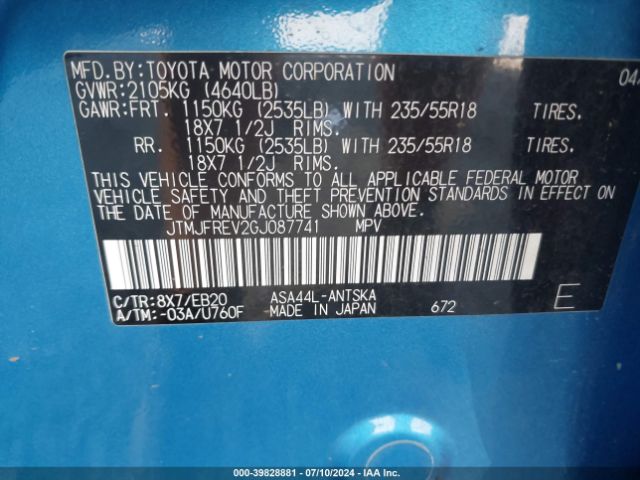 MFD.BY:TOYOTA MOTOR CORPORATION 04
GVWR:2105KG (4640LB)
GAWR:FRT. 1150KG (2535LB) WITH 235/55R18 TIRES.
18X7 1/2J RIMS.
RR. 1150KG (2535LB) WITH 235/55R18 TIRES.
18X7 1/2J RIMS.
THIS VEHICLE CONFORMS TO ALL APPLICABLE FEDERAL MOTOR
VEHICLE SAFETY AND THEFT PREVENTION STANDARDS IN EFFECT ON
THE DATE OF MANUFACTURE SHOWN ABOVE.
JTMJFREV2GJ087741 MPV
C/TR:8X7/EB20 ASA44L-ANTSKA E
A/TM:-03A/U760F -MADE IN JAPAN 672
000-39828881 / 07/10/2024 - IAA Inc.